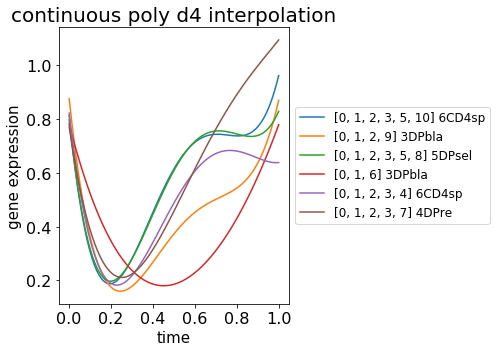 continuous poly d4 interpolation
gene expression
1.0
0.8
0.6
0.4
0.2
0.0 0.2 0.4 0.6 0.8 1.0
time
[0, 1, 2, 3, 5, 10] 6CD4sp
[0, 1, 2, 9] 3DPbla
[0, 1, 2, 3, 5, 8] 5DPsel
[0, 1, 6] 3DPbla
[0, 1, 2, 3, 4] 6CD4sp
[0, 1, 2, 3, 7] 4DPre